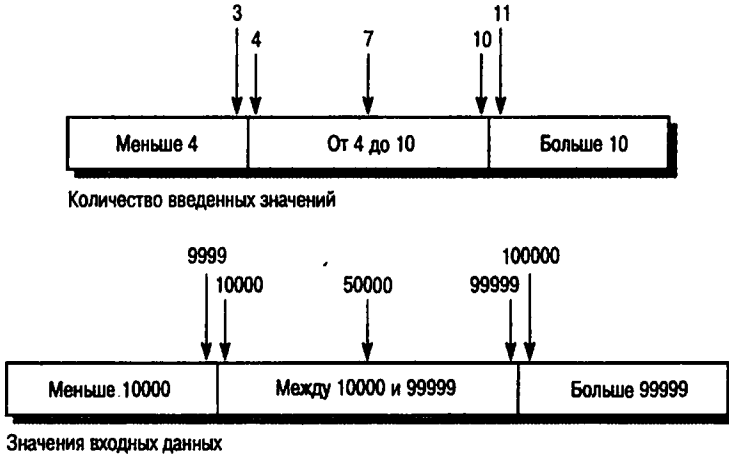 3 11
4 7 10
Меньше 4 От 4 до 10 Больше 10
Количество введенных значений
9999 100000
10000 50000 99999
Меньше 10000 Между 10000 и 99999 Больше 99999
Значения входных данных